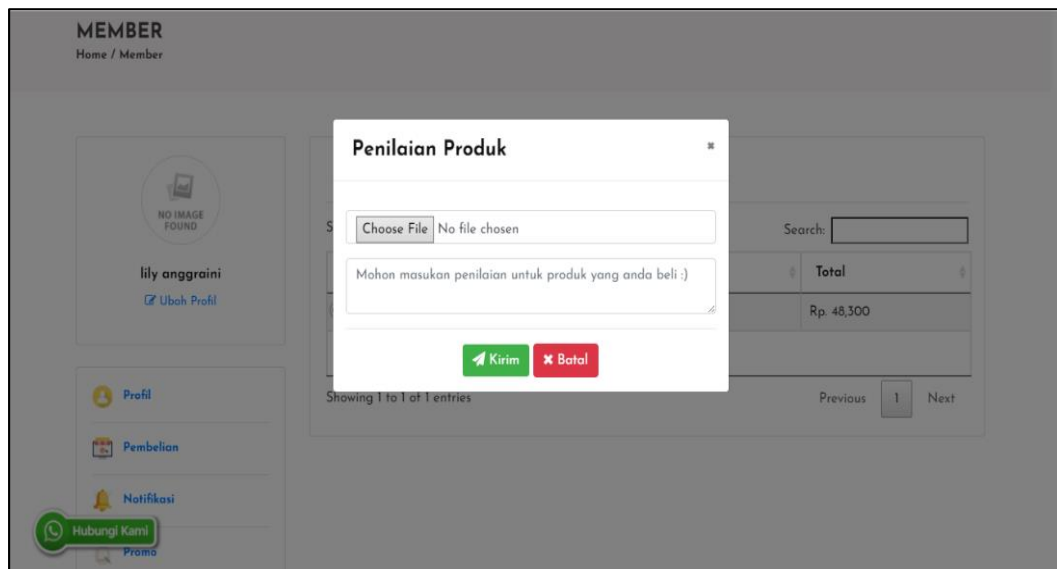 MEMBER
Home / Member
NO IMAGE
FOUND
lily anggraini
Uboh Profil
Profil
Pembelian
Notifikasi
Hubungi Kami
Promo
Penilaian Produk
Choose File No file chosen
Mohon masukan penilaian untuk produk yang anda beli :)
Kirim
Batal
S
Search:
Total
Rp. 48,300
Showing 1 to 1 of 1 entries
Previous 1 Next